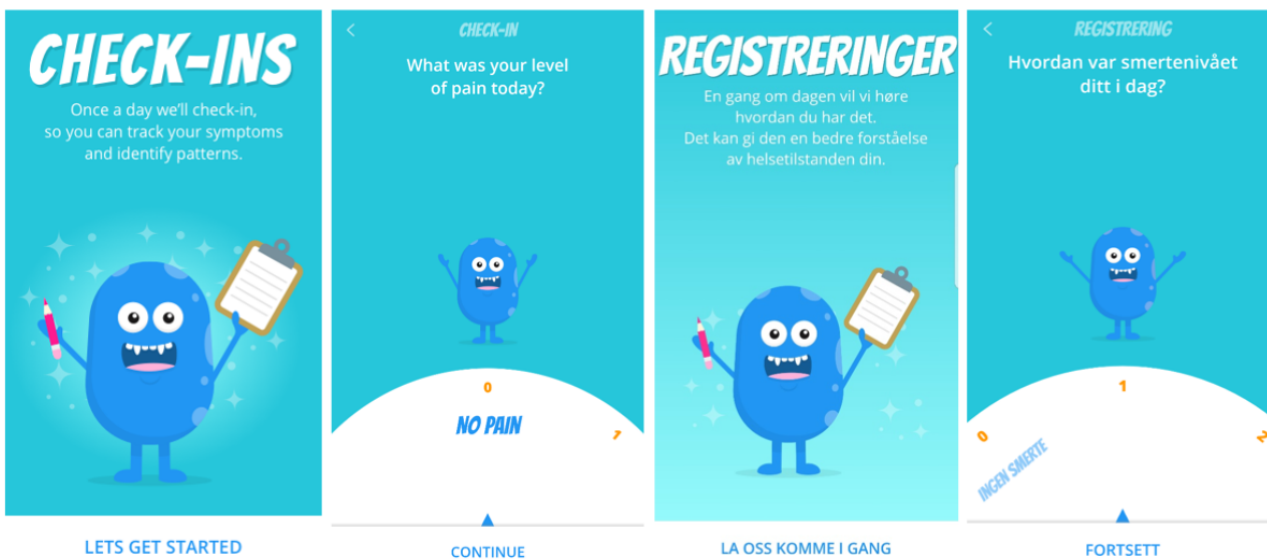 CHECK-INS
Once a day we'll check-in,
so you can track your symptoms
and identify patterns.
LETS GET STARTED
CHECK-IN
What was your level
of pain today?
0
1
NO PAIN
CONTINUE
REGISTRERINGER
En gang om dagen vil vi høre
hvordan du har det.
Det kan gi den en bedre forståelse
av helsetilstanden din.
LA OSS KOMME I GANG
REGISTRERING
Hvordan var smertenivået
ditt i dag?
1
0
2
INGEN SMERTE
FORTSETT